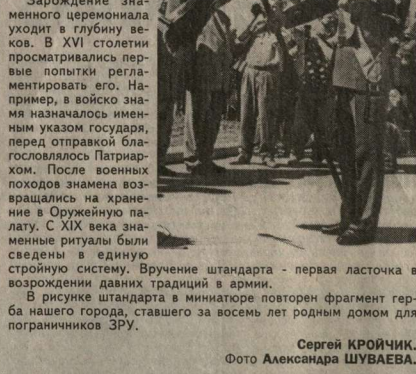 Зарождение зна-
менного церемониала
уходит в глубину ве-
ков. В XVI столетии
просматривались пер-
вые попытки регла-
ментировать его. На-
пример, в войско зна-
мя назначалось имен-
ным указом государя,
перед отправкой бла-
гословлялось Патриар-
хом. После военных
походов знамена воз-
вращались на хране-
ние в Оружейную па-
лату. С XIX века зна-
менные ритуалы были
сведены в единую
стройную систему. Вручение штандарта - первая ласточка в
возрождении давних традиций в армии.
В рисунке штандарта в миниатюре повторен фрагмент гер-
ба нашего города, ставшего за восемь лет родным домом для
пограничников ЗРУ.
Сергей КРОЙЧИК.
Фото Александра ШУВАЕВА.